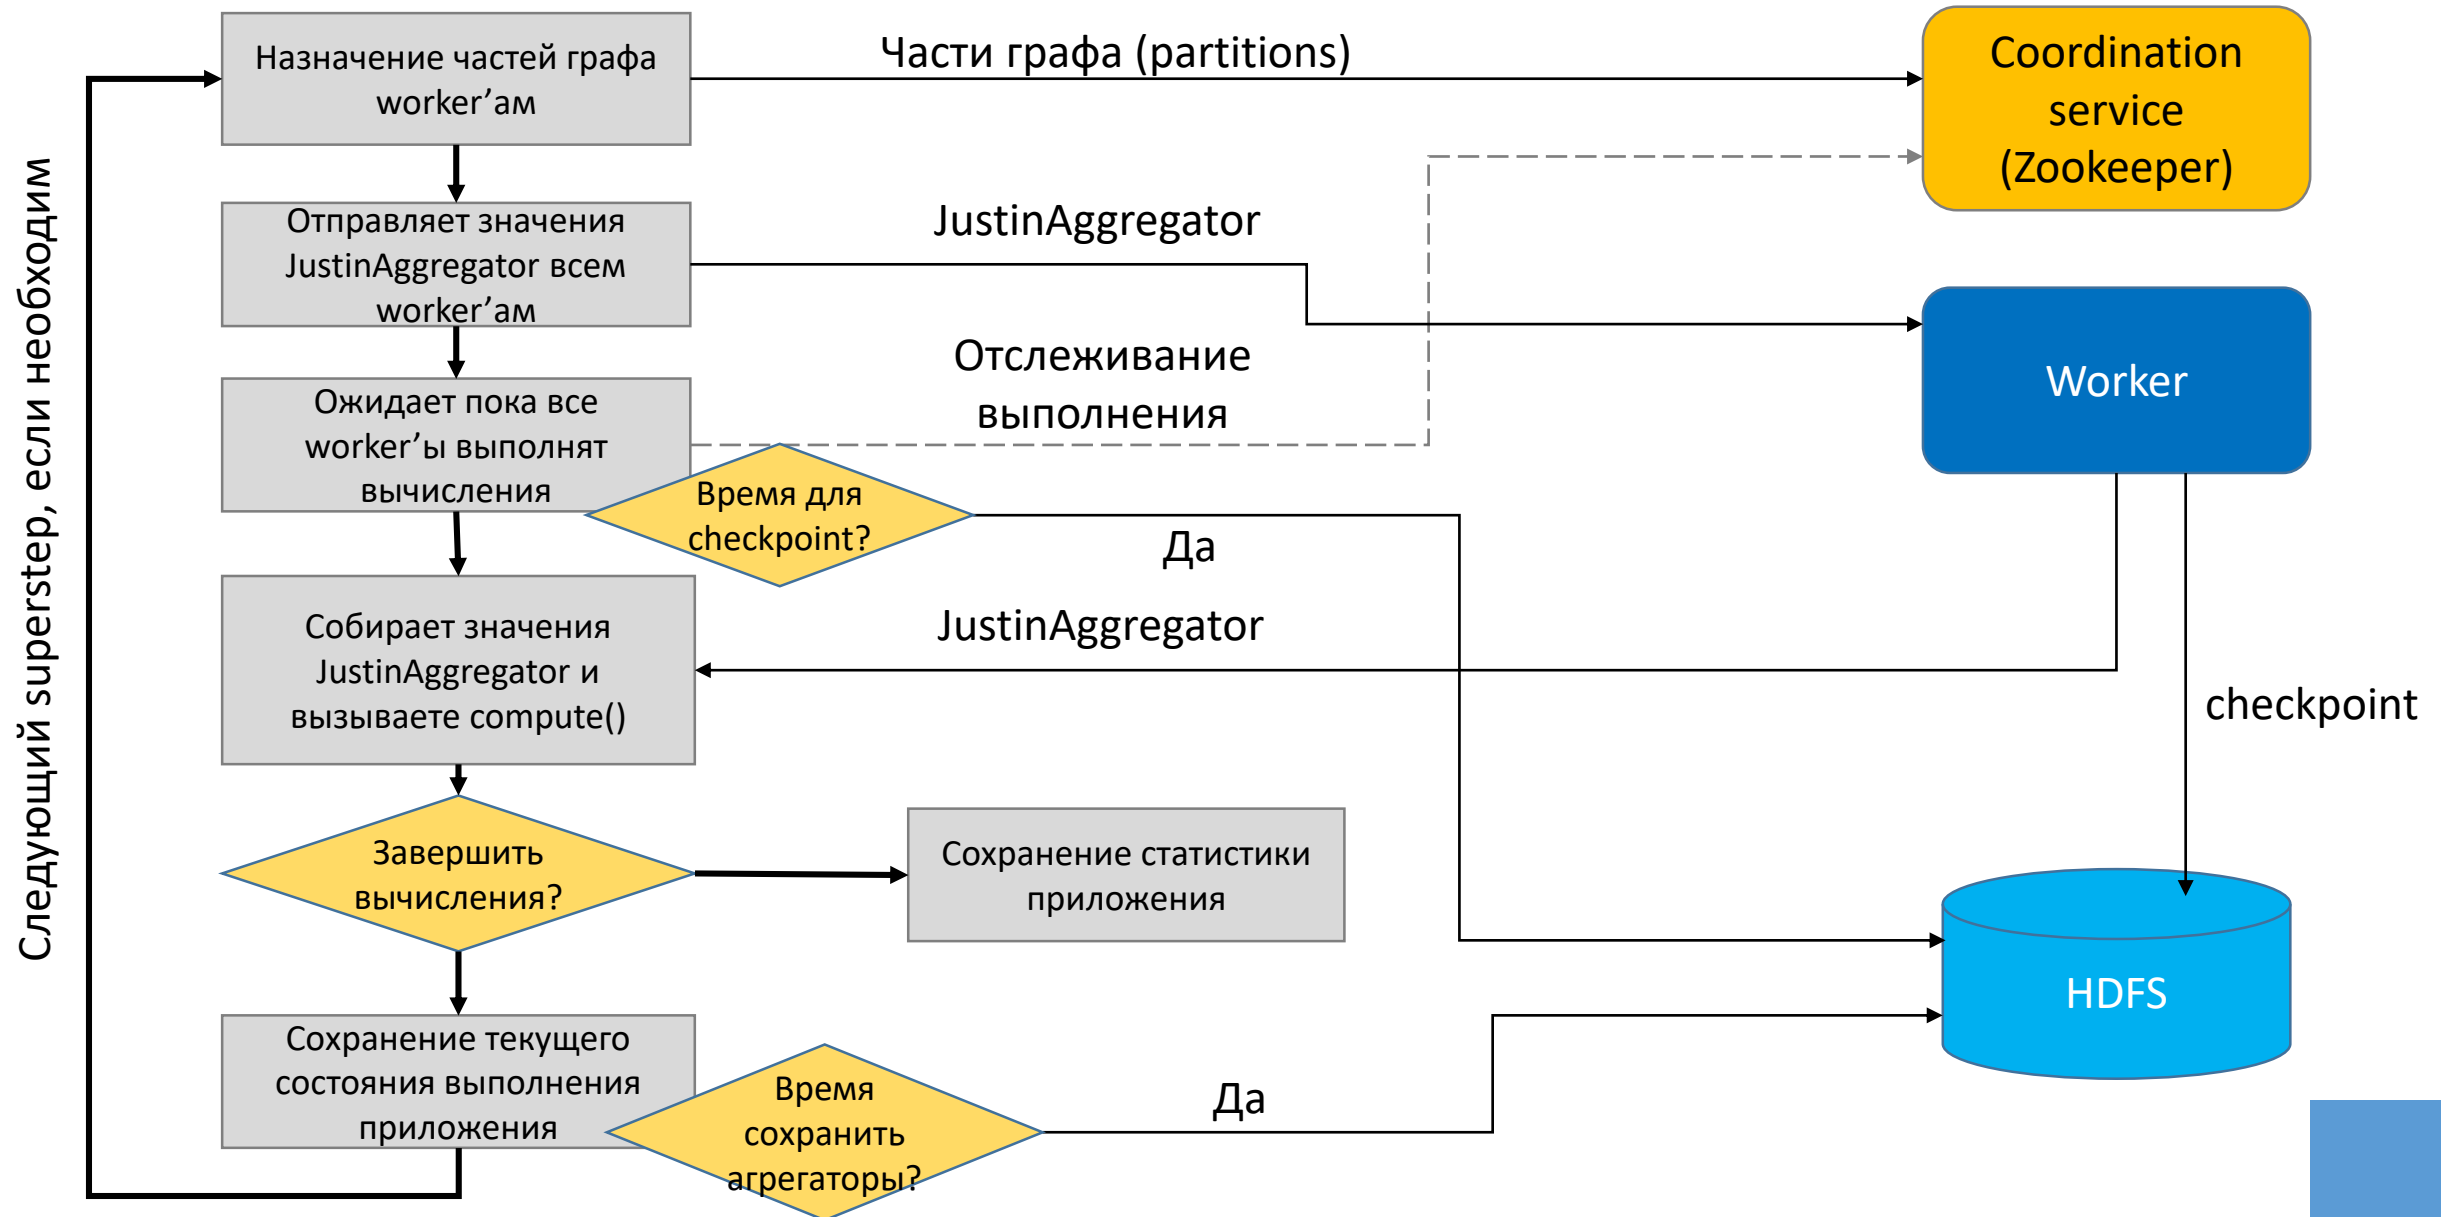 Назначение частей графа
worker’ам
Части графа (partitions)
Coordination
service
(Zookeeper)
Отправляет значения
JustinAggregator всем
worker’ам
JustinAggregator
Worker
Ожидает пока все
worker’ы выполнят
вычисления
Отслеживание
выполнения
Время для
checkpoint?
Да
Собирает значения
JustinAggregator и
вызываете compute()
JustinAggregator
checkpoint
Завершить
вычисления?
Сохранение статистики
приложения
HDFS
Сохранение текущего
состояния выполнения
приложения
Время
сохранить
агрегаторы?
Да
Следующий superstep, если необходим